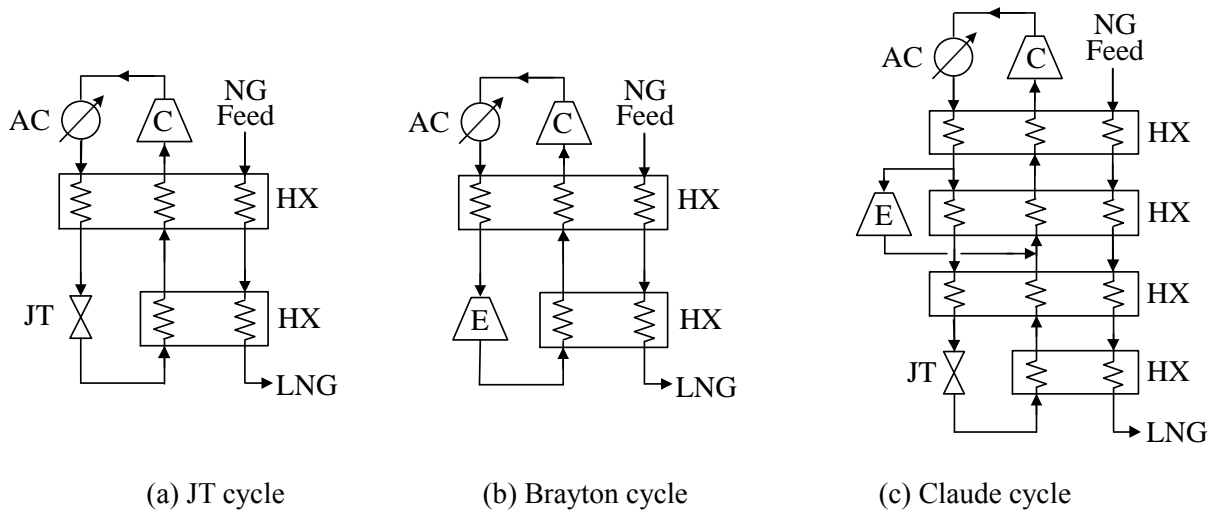 AC
C
NG
Feed
HX
JT
HX
LNG
(a) JT cycle
AC
C
NG
Feed
HX
E
HX
LNG
(b) Brayton cycle
AC
C
NG
Feed
HX
E
HX
HX
JT
HX
LNG
(c) Claude cycle